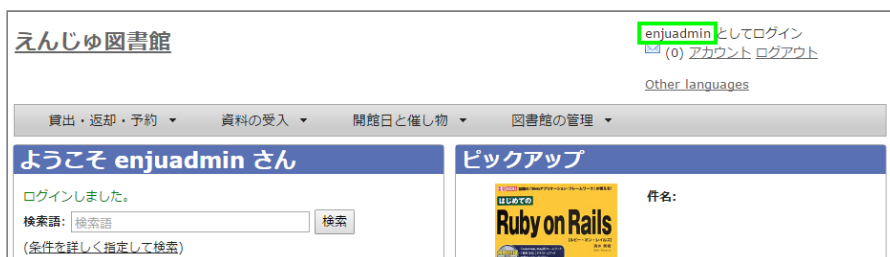 えんじゅ図書館
enjuadmin としてログイン
(0) アカウント ログアウト
Other languages
貸出・返却・予約 ▼ 資料の受入 ▼ 開館日と催し物 ▼ 図書館の管理 ▼
ようこそ enjuadmin さん
ログインしました。
検索語: 検索語 検索
(条件を詳しく指定して検索)
ピックアップ
はじめての
Ruby on Rails
件名: